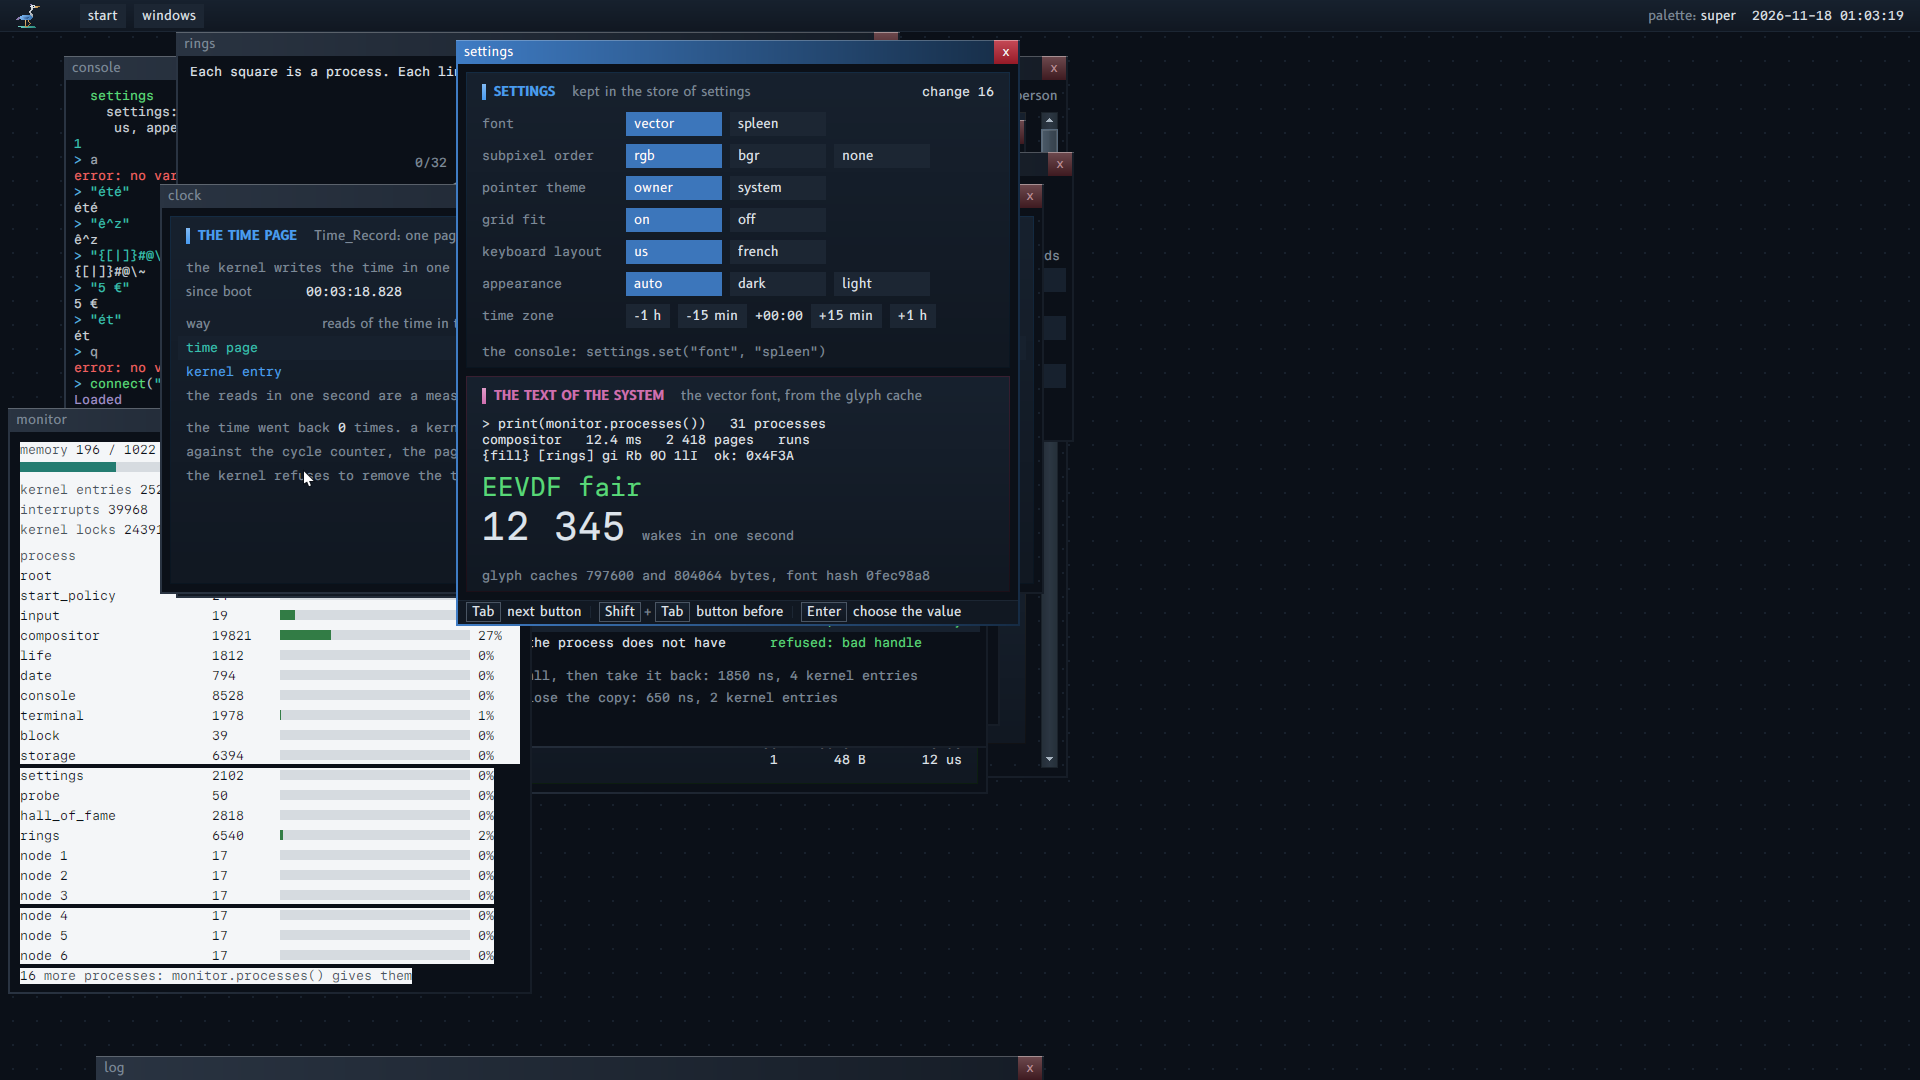 start windows palette: super 2026-11-18 01:03:19
rings
Each square is a process. Each
0/32
console
settings
settings:
us, appe
1
> a
error: no var
> "été"
été
> "ê^z"
ê^z
> "{[|]}#@\
{[|]}#@\~
> "5 €"
5 €
> "ét"
ét
> q
error: no v
> connect("
Loaded
clock
THE TIME PAGE Time_Record: one pag
the kernel writes the time in one
since boot 00:03:18.828
way reads of the time in
time page
kernel entry
the reads in one second are a meas
the time went back 0 times. a kern
against the cycle counter, the pag
the kernel refuses to remove the
settings x
SETTINGS kept in the store of settings change 16
font vector spleen
subpixel order rgb bgr none
pointer theme owner system
grid fit on off
keyboard layout us french
appearance auto dark light
time zone -1 h -15 min +00:00 +15 min +1 h
the console: settings.set("font", "spleen")
THE TEXT OF THE SYSTEM the vector font, from the glyph cache
> print(monitor.processes()) 31 processes
compositor 12.4 ms 2 418 pages runs
{fill} [rings] gi Rb 0O 1lI ok: 0x4F3A
EEVDF fair
12 345 wakes in one second
glyph caches 797600 and 804064 bytes, font hash 0fec98a8
Tab next button Shift + Tab button before Enter choose the value
x
erson
x
x
ds
the process does not have refused: bad handle
all, then take it back: 1850 ns, 4 kernel entries
lose the copy: 650 ns, 2 kernel entries
1 48 B 12 us
monitor
memory 196 / 1022
kernel entries 252
interrupts 39968
kernel locks 24391
process
root
start_policy
input 19
compositor 19821 27%
life 1812 0%
date 794 0%
console 8528 0%
terminal 1978 1%
block 39 0%
storage 6394 0%
settings 2102 0%
probe 50 0%
hall_of_fame 2818 0%
rings 6540 2%
node 1 17 0%
node 2 17 0%
node 3 17 0%
node 4 17 0%
node 5 17 0%
node 6 17 0%
16 more processes: monitor.processes() gives them
log x